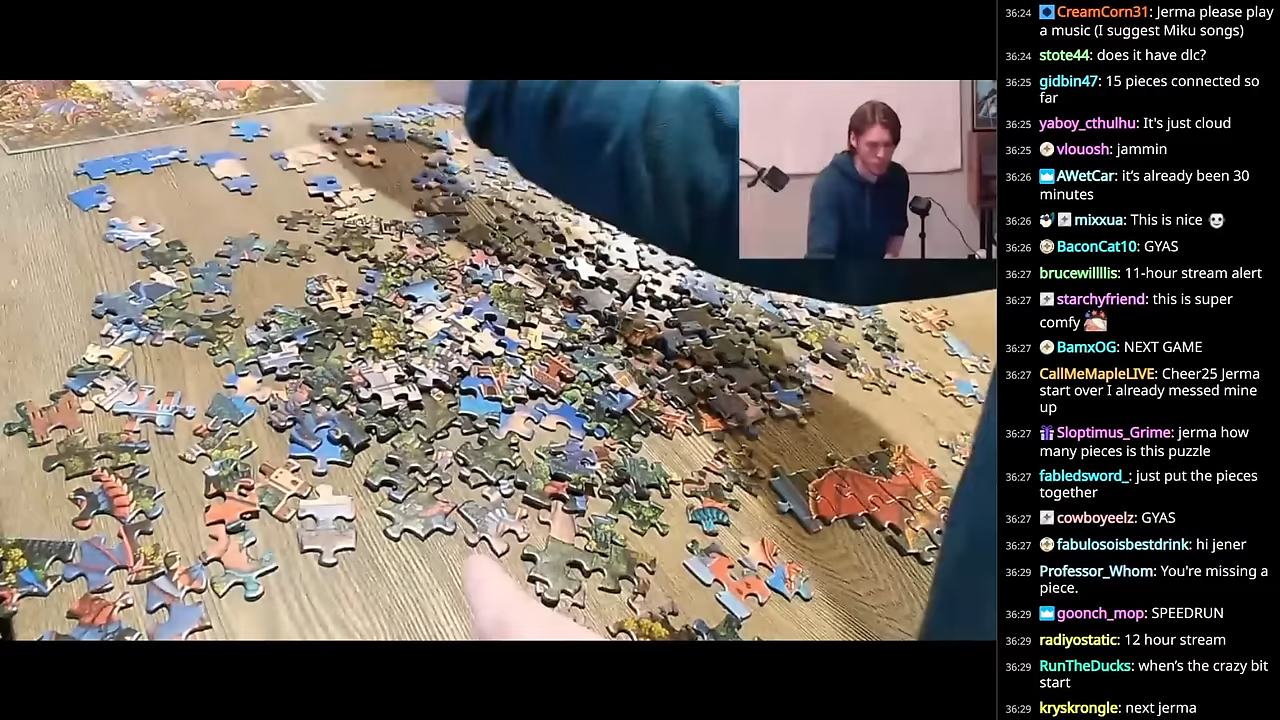 36:24 CreamCorn31: Jerma please play
a music (I suggest Miku songs)
36:24 stote44: does it have dlc?
36:25 gidbin47: 15 pieces connected so
far
36:25 yaboy_cthulhu: It's just cloud
36:25 vlouosh: jammin
36:26 AWetCar: it’s already been 30
minutes
36:26 mixxua: This is nice
36:26 BaconCat10: GYAS
36:27 brucewillllis: 11-hour stream alert
36:27 starchyfriend: this is super
comfy
36:27 BamxOG: NEXT GAME
36:27 CallMeMapleLIVE: Cheer25 Jerma
start over I already messed mine
up
36:27 Sloptimus_Grime: jerma how
many pieces is this puzzle
36:27 fabledsword_: just put the pieces
together
36:27 cowboyeelz: GYAS
36:27 fabulosoisbestdrink: hi jener
36:29 Professor_Whom: You're missing a
piece.
36:29 goonch_mop: SPEEDRUN
36:29 radiyostatic: 12 hour stream
36:29 RunTheDucks: when’s the crazy bit
start
36:29 kryskrongle: next jerma